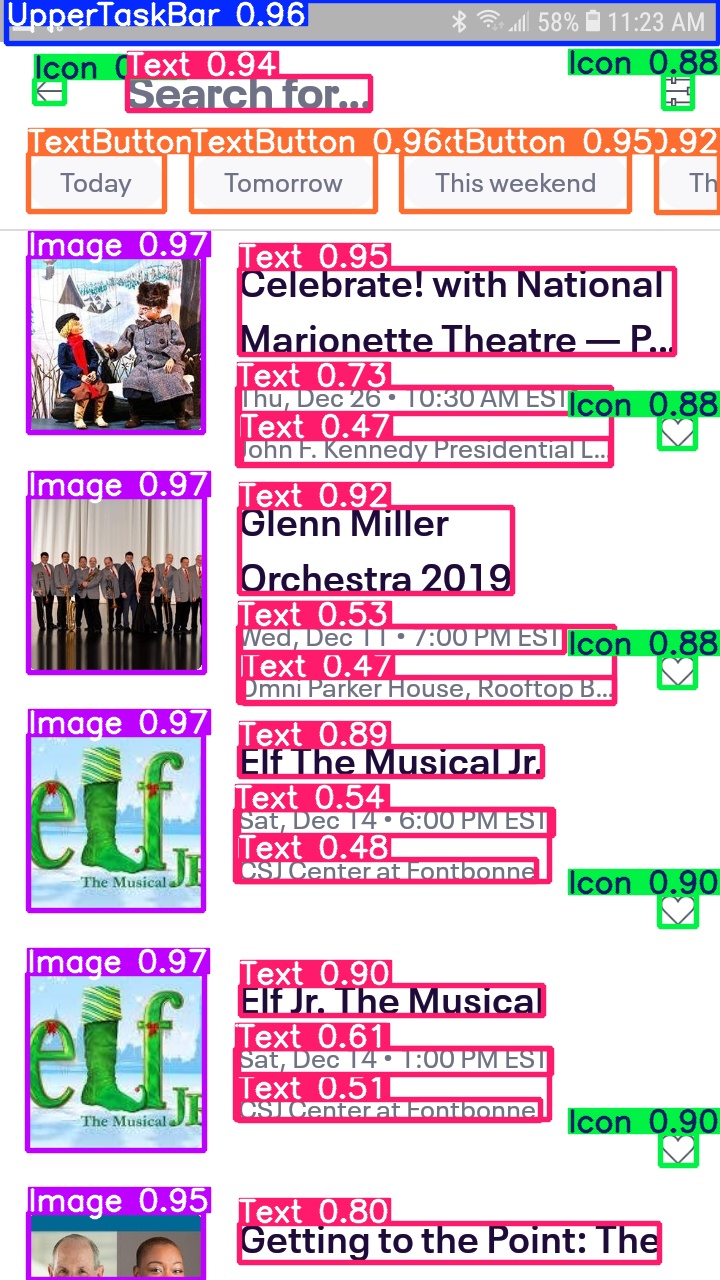 UpperTaskBar 0.96
58% 11:23 AM
Icon 0
Text 0.94
Icon 0.88
Search for...
TextButton
TextButton 0.96
xtButton 0.95
0.92
Today
Tomorrow
This weekend
Th
Image 0.97
Text 0.95
Celebrate! with National
Marionette Theatre — P...
Text 0.73
Thu, Dec 26 • 10:30 AM EST
Icon 0.88
Text 0.47
John F. Kennedy Presidential L...
Image 0.97
Text 0.92
Glenn Miller
Orchestra 2019
Text 0.53
Wed, Dec 11 • 7:00 PM EST
Icon 0.88
Text 0.47
Omni Parker House, Rooftop B...
Image 0.97
Text 0.89
Elf The Musical Jr.
Text 0.54
Sat, Dec 14 • 6:00 PM EST
Text 0.48
CSJ Center at Fontbonne
elf
The Musical JR
Icon 0.90
Image 0.97
Text 0.90
Elf Jr. The Musical
Text 0.61
Sat, Dec 14 • 1:00 PM EST
Text 0.51
CSJ Center at Fontbonne
elf
The Musical JR
Icon 0.90
Image 0.95
Text 0.80
Getting to the Point: The